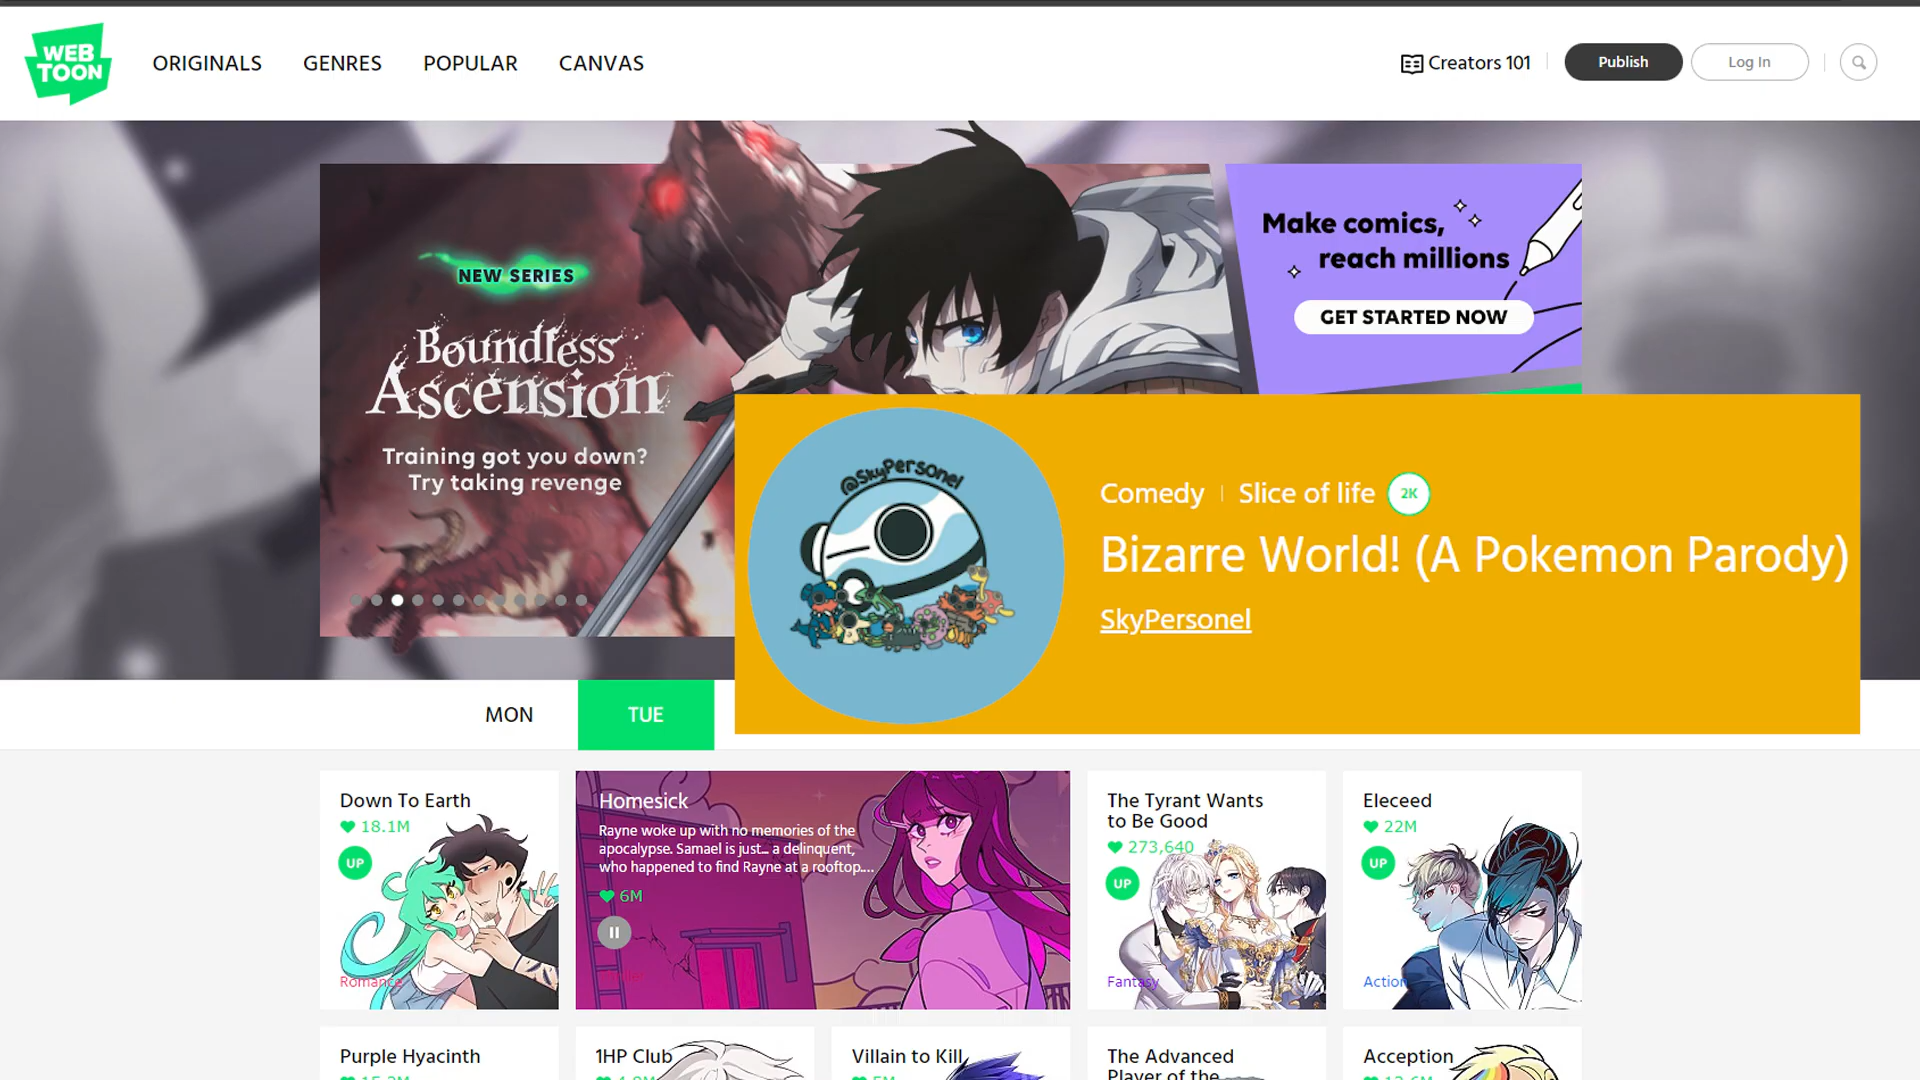 WEB
TOON
ORIGINALS
GENRES
POPULAR
CANVAS
Creators 101
Publish
Log In
NEW SERIES
Boundless
Ascension
Training got you down?
Try taking revenge
Make comics,
reach millions
GET STARTED NOW
@SkyPersonel
Comedy
Slice of life
2K
Bizarre World! (A Pokemon Parody)
SkyPersonel
MON
TUE
Down To Earth
18.1M
UP
Romance
Homesick
Rayne woke up with no memories of the
apocalypse. Samael is just... a delinquent,
who happened to find Rayne at a rooftop....
6M
The Tyrant Wants
to Be Good
273,640
UP
Fantasy
Eleceed
22M
UP
Action
Purple Hyacinth
1HP Club
Villain to Kill
The Advanced
Player of the
Acception